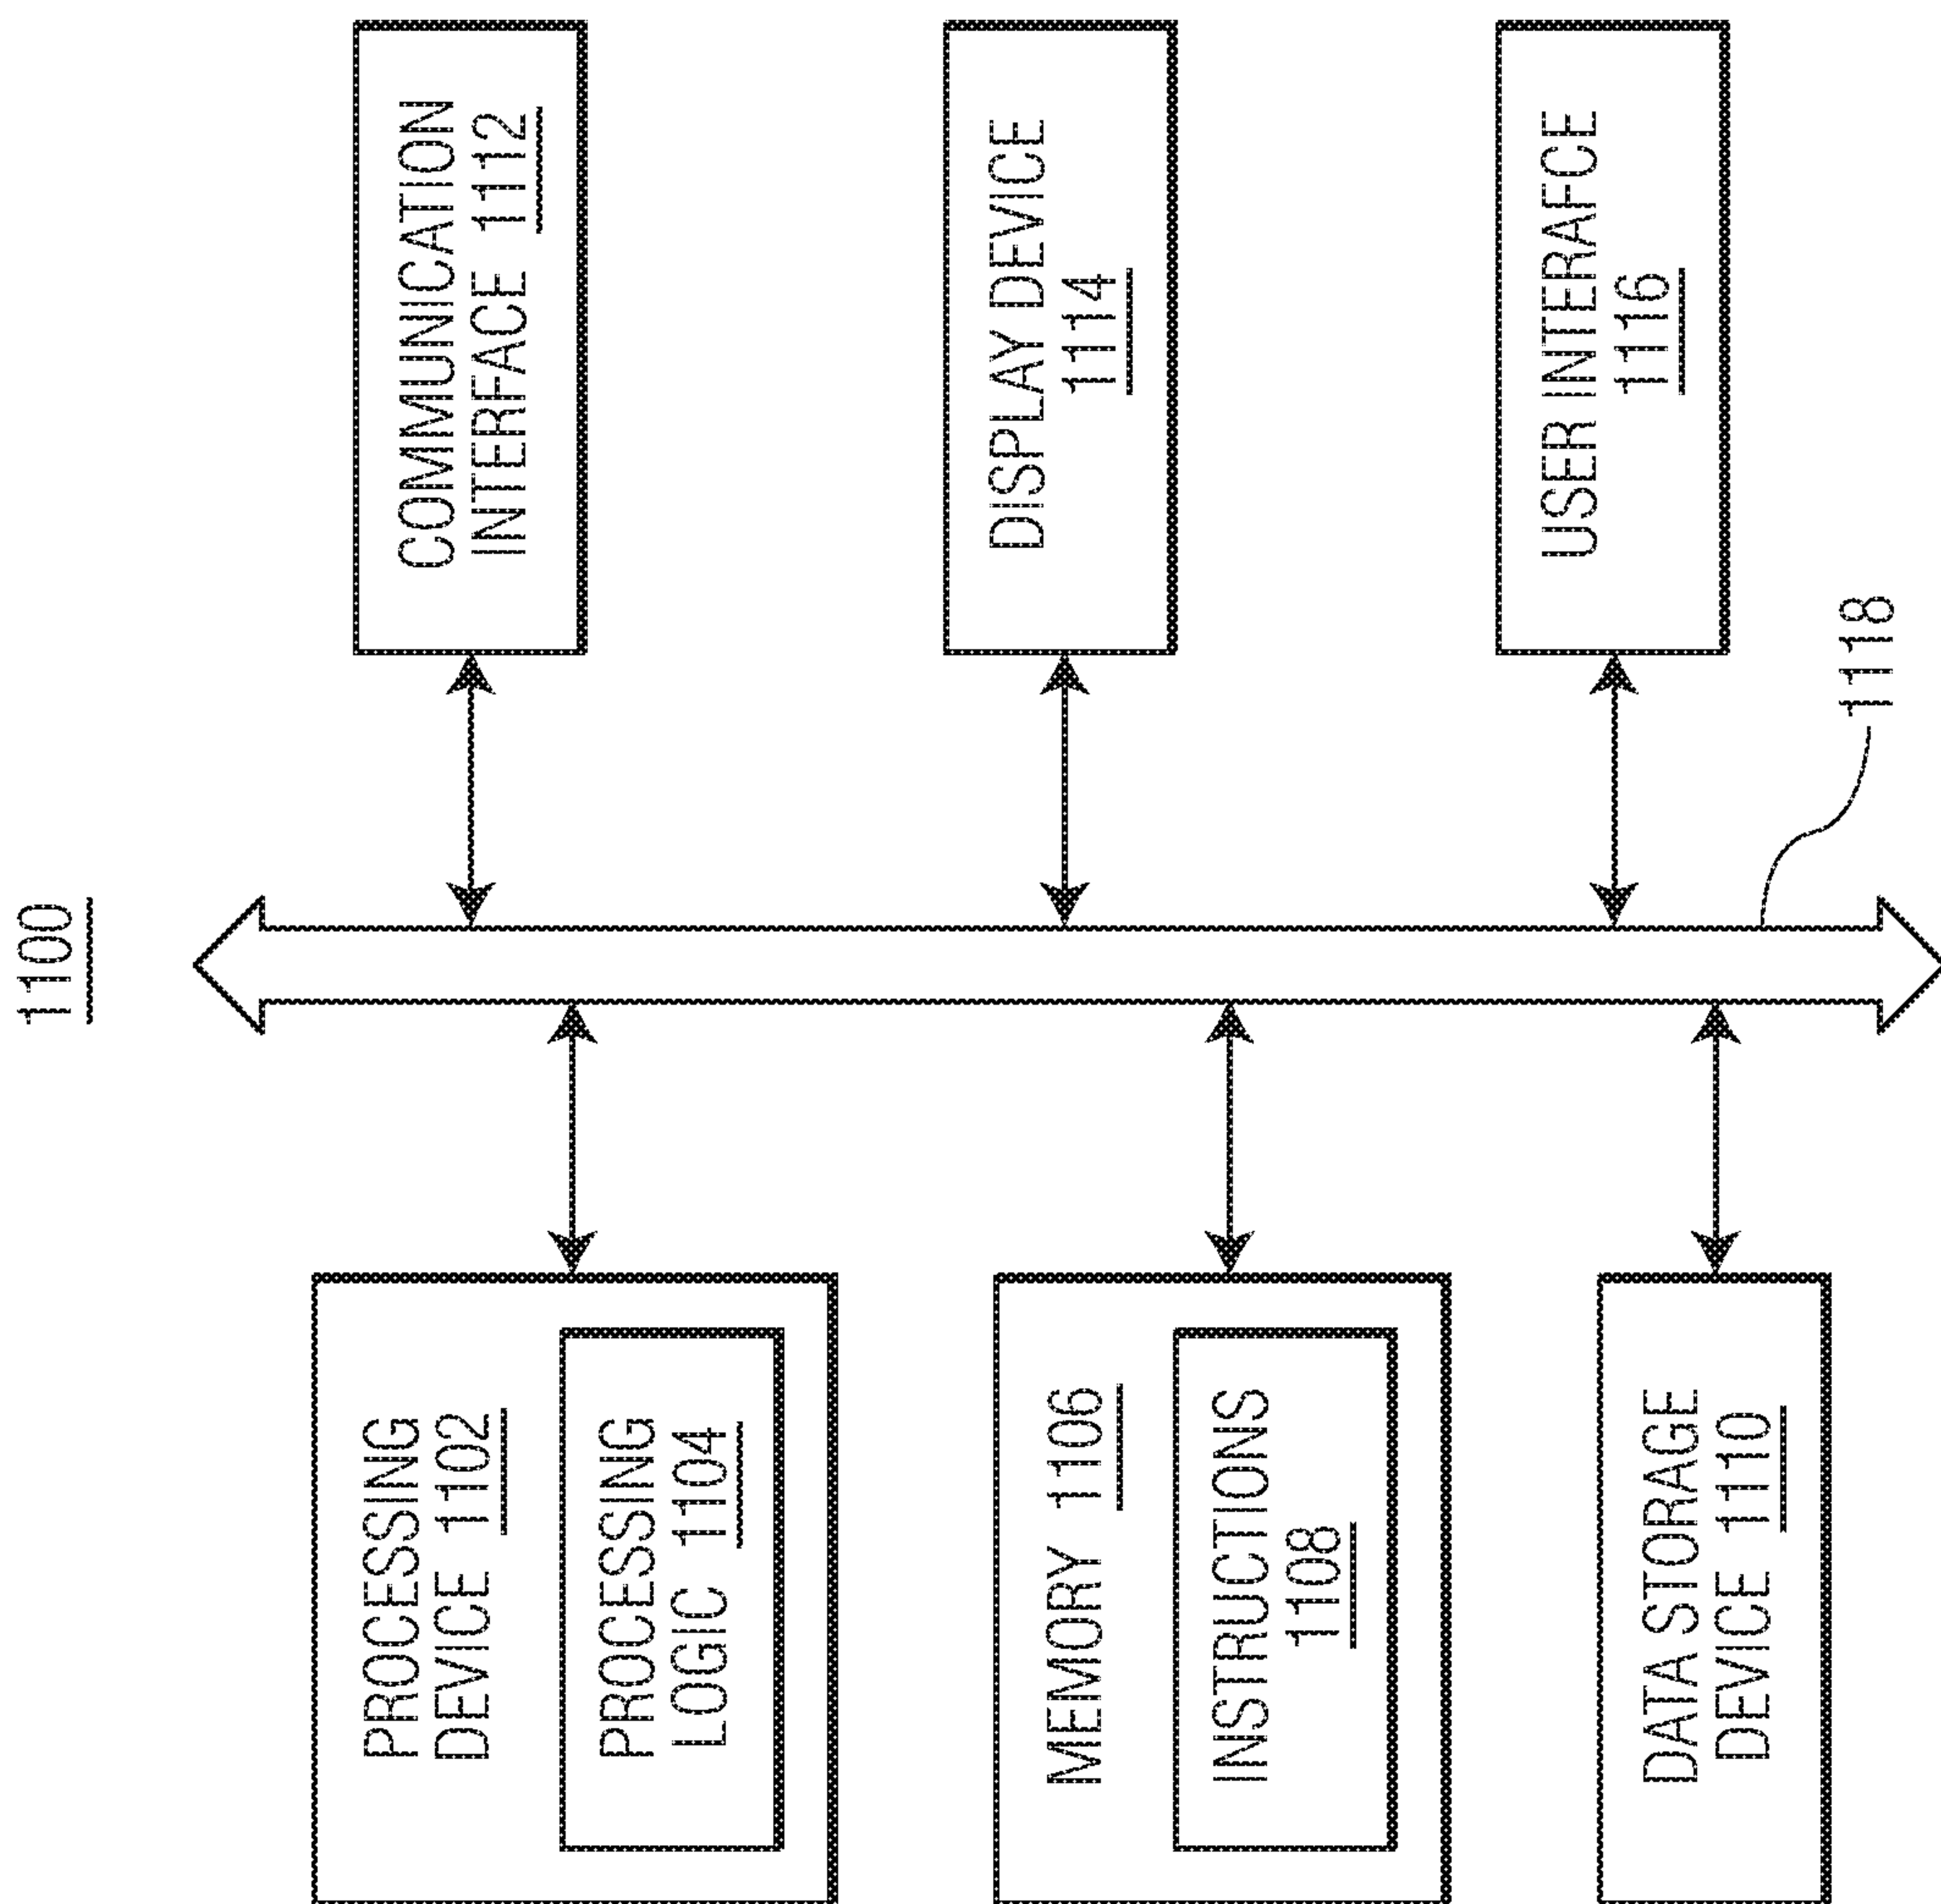 1100
PROCESSING
DEVICE 1102
PROCESSING
LOGIC 1104
MEMORY 1106
INSTRUCTIONS
1108
DATA STORAGE
DEVICE 1110
COMMUNICATION
INTERFACE 1112
DISPLAY DEVICE
1114
USER INTERAFCE
1116
1118